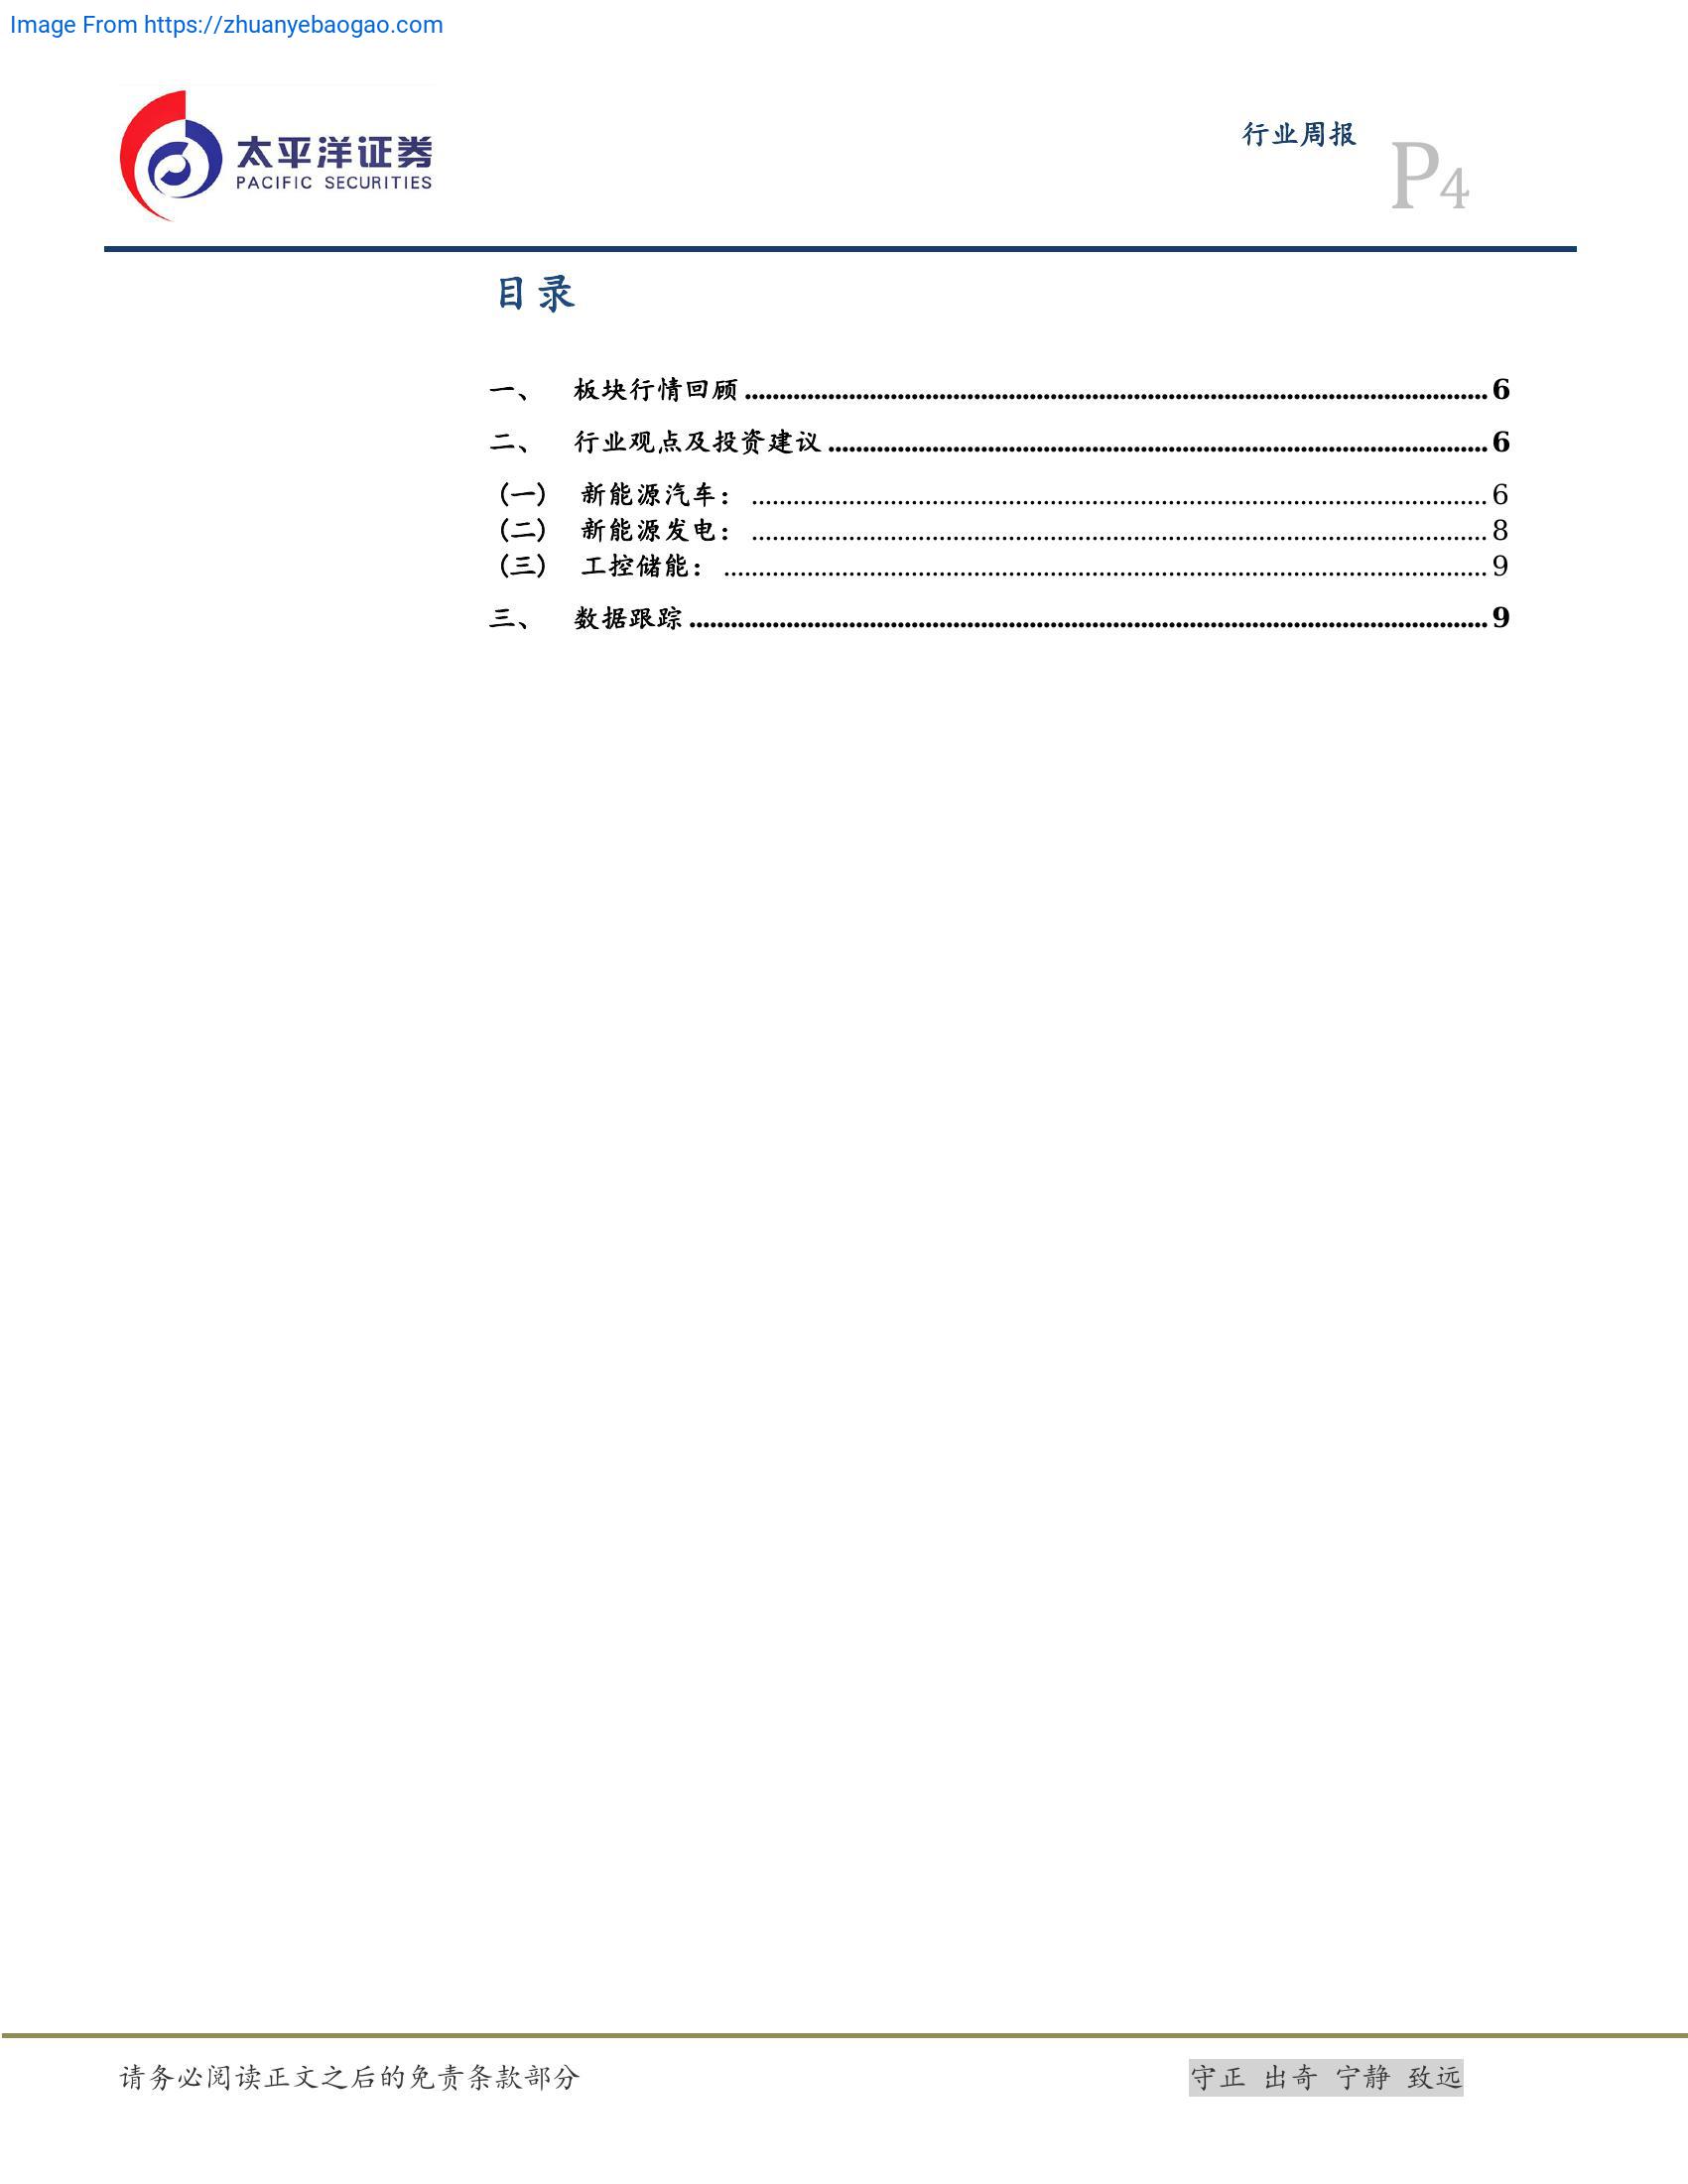 Image From https://zhuanyebaogao.com
太平洋证券
PACIFIC SECURITIES
行业周报
P4
目录
一、 板块行情回顾 6
二、 行业观点及投资建议 6
(一) 新能源汽车： 6
(二) 新能源发电： 8
(三) 工控储能： 9
三、 数据跟踪 9
请务必阅读正文之后的免责条款部分
守正 出奇 宁静 致远